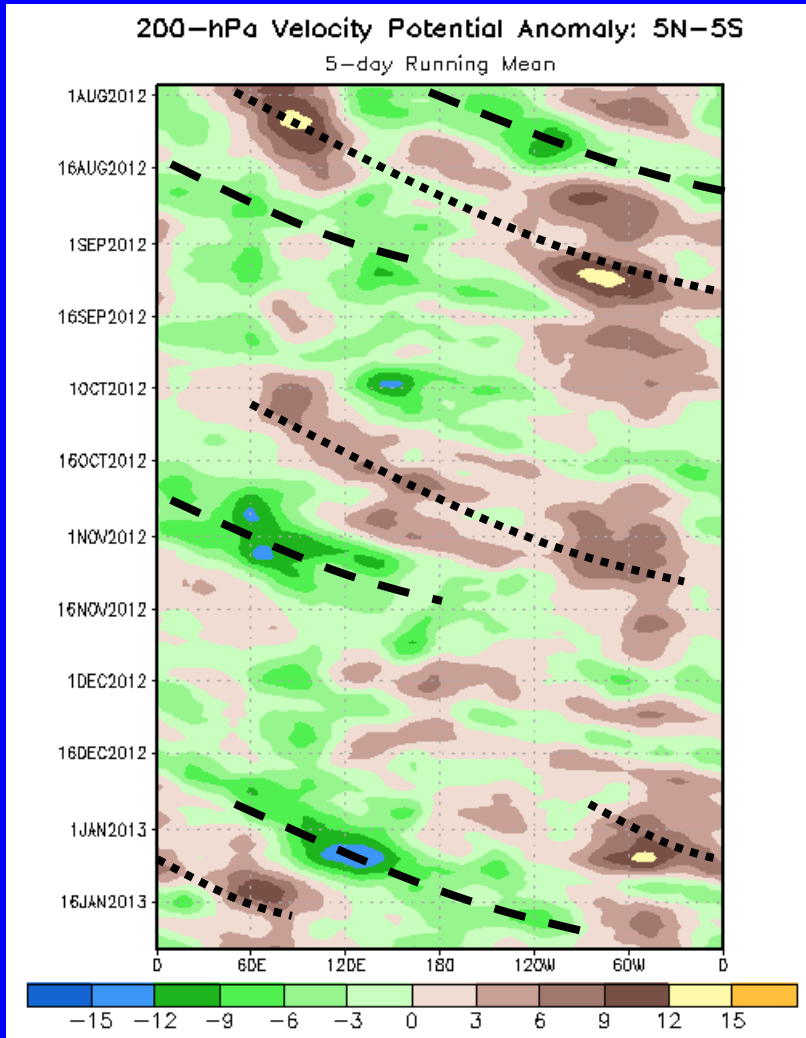 200-hPa Velocity Potential Anomaly: 5N-5S
5-day Running Mean
1AUG2012
16AUG2012
1SEP2012
16SEP2012
1OCT2012
16OCT2012
1NOV2012
16NOV2012
1DEC2012
16DEC2012
1JAN2013
16JAN2013
0 60E 120E 180 120W 60W 0
-15 -12 -9 -6 -3 0 3 6 9 12 15